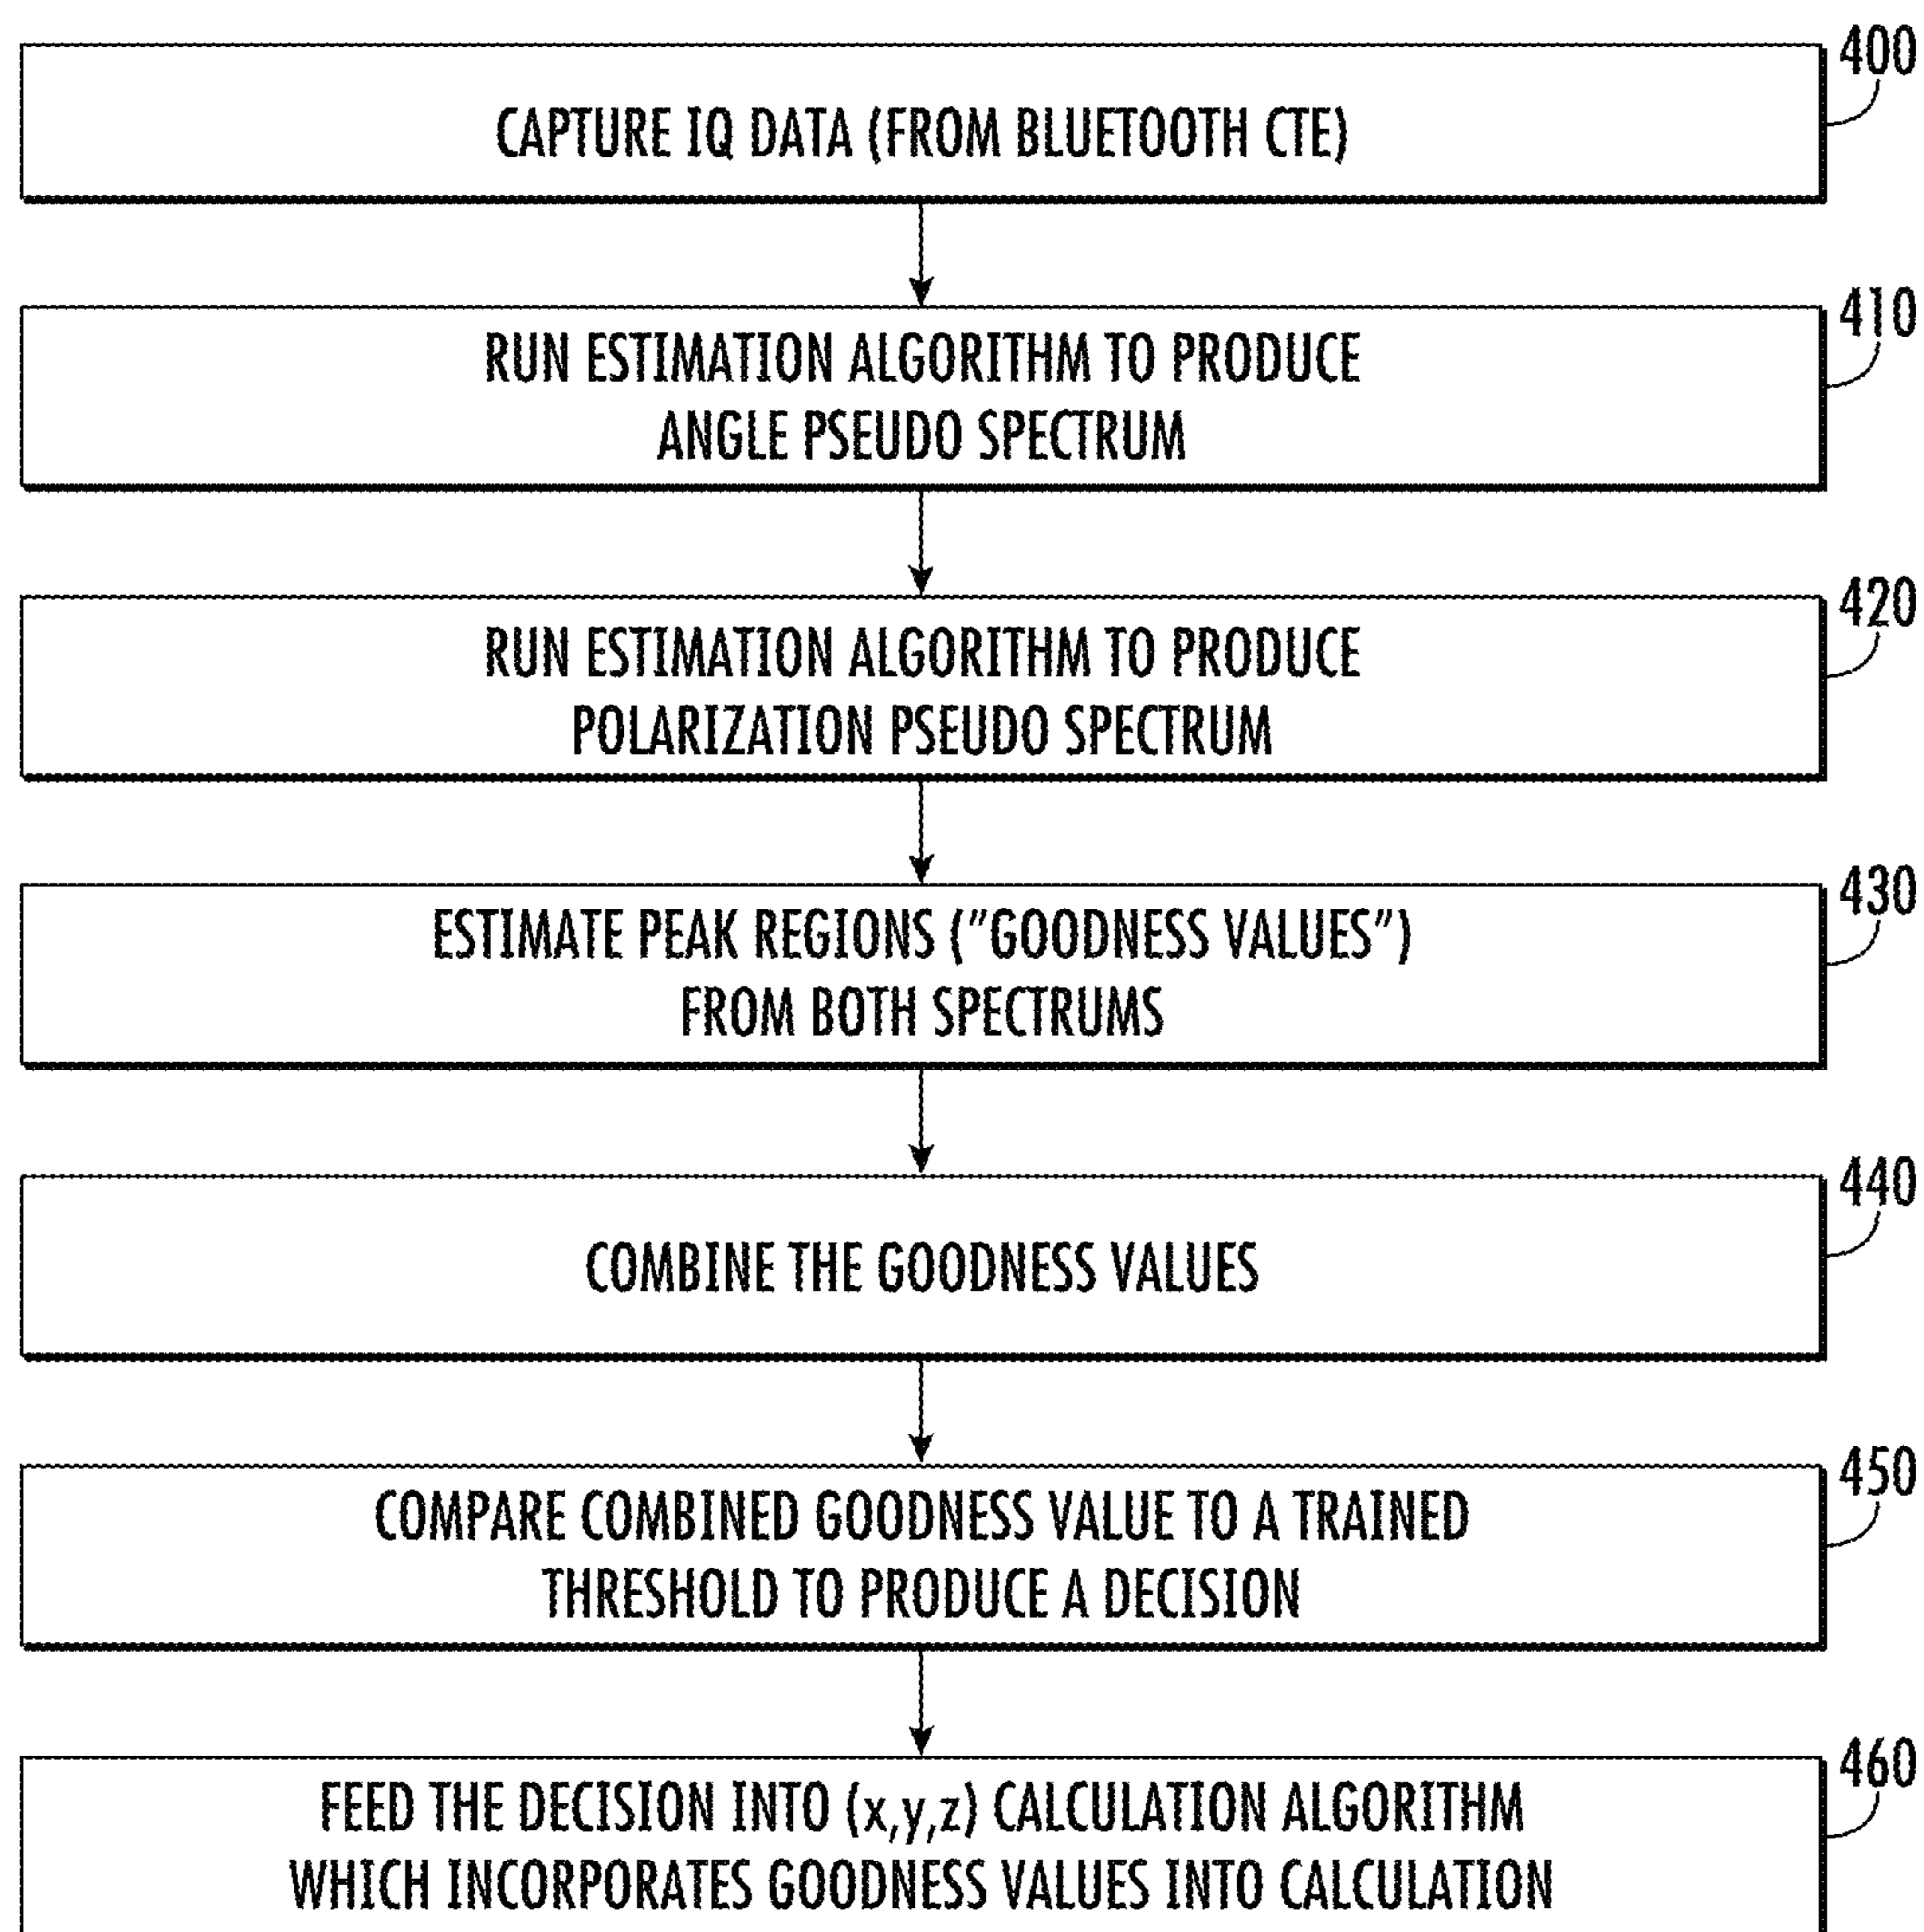 400
CAPTURE IQ DATA (FROM BLUETOOTH CTE)
410
RUN ESTIMATION ALGORITHM TO PRODUCE
ANGLE PSEUDO SPECTRUM
420
RUN ESTIMATION ALGORITHM TO PRODUCE
POLARIZATION PSEUDO SPECTRUM
430
ESTIMATE PEAK REGIONS ("GOODNESS VALUES")
FROM BOTH SPECTRUMS
440
COMBINE THE GOODNESS VALUES
450
COMPARE COMBINED GOODNESS VALUE TO A TRAINED
THRESHOLD TO PRODUCE A DECISION
460
FEED THE DECISION INTO (x,y,z) CALCULATION ALGORITHM
WHICH INCORPORATES GOODNESS VALUES INTO CALCULATION